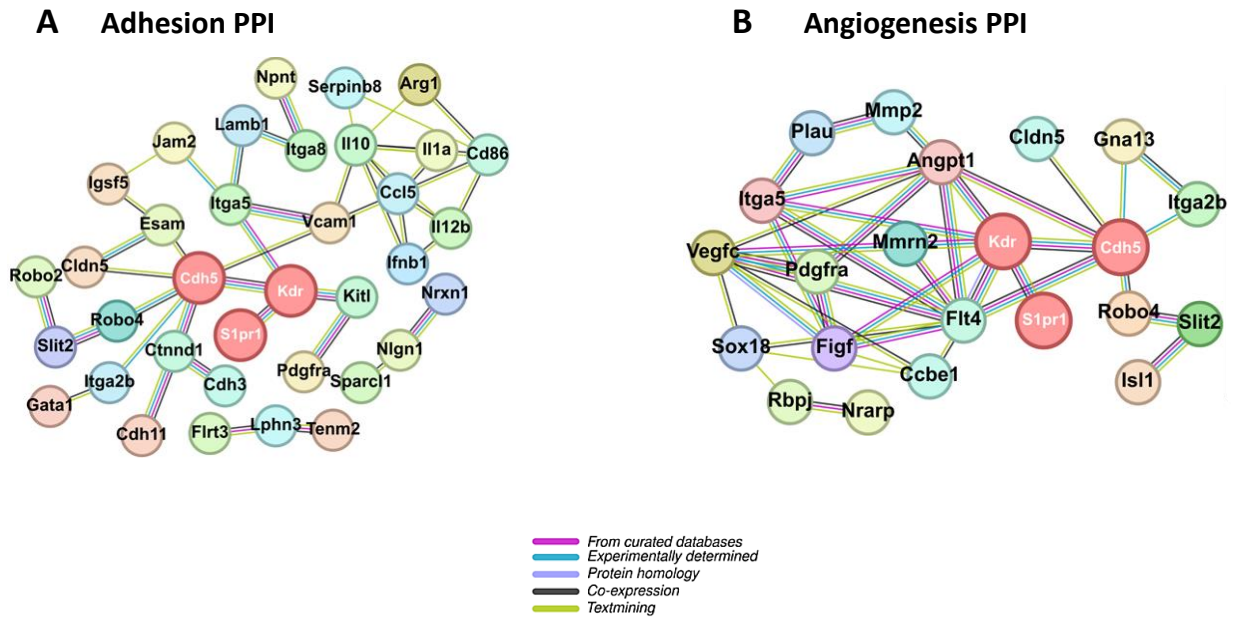 A Adhesion PPI
B Angiogenesis PPI
Npnt
Serpinb8
Arg1
Lamb1
Jam2
Itga8
Il10
Il1a
Cd86
Igsf5
Itga5
Ccl5
Esam
Vcam1
Il12b
Robo2
Cldn5
Cdh5
Ifnb1
Kdr
Kitl
Nrxn1
Robo4
S1pr1
Slit2
Ctnnd1
Nlgn1
Itga2b
Cdh3
Pdgfra
Sparcl1
Gata1
Cdh11
Flrt3
Lphn3
Tenm2
Mmp2
Plau
Cldn5
Gna13
Angpt1
Itga5
Itga2b
Vegfc
Mmrn2
Kdr
Cdh5
Pdgfra
Flt4
S1pr1
Robo4
Slit2
Sox18
Figf
Ccbe1
Isl1
Rbpj
Nrarp
From curated databases
Experimentally determined
Protein homology
Co-expression
Textmining